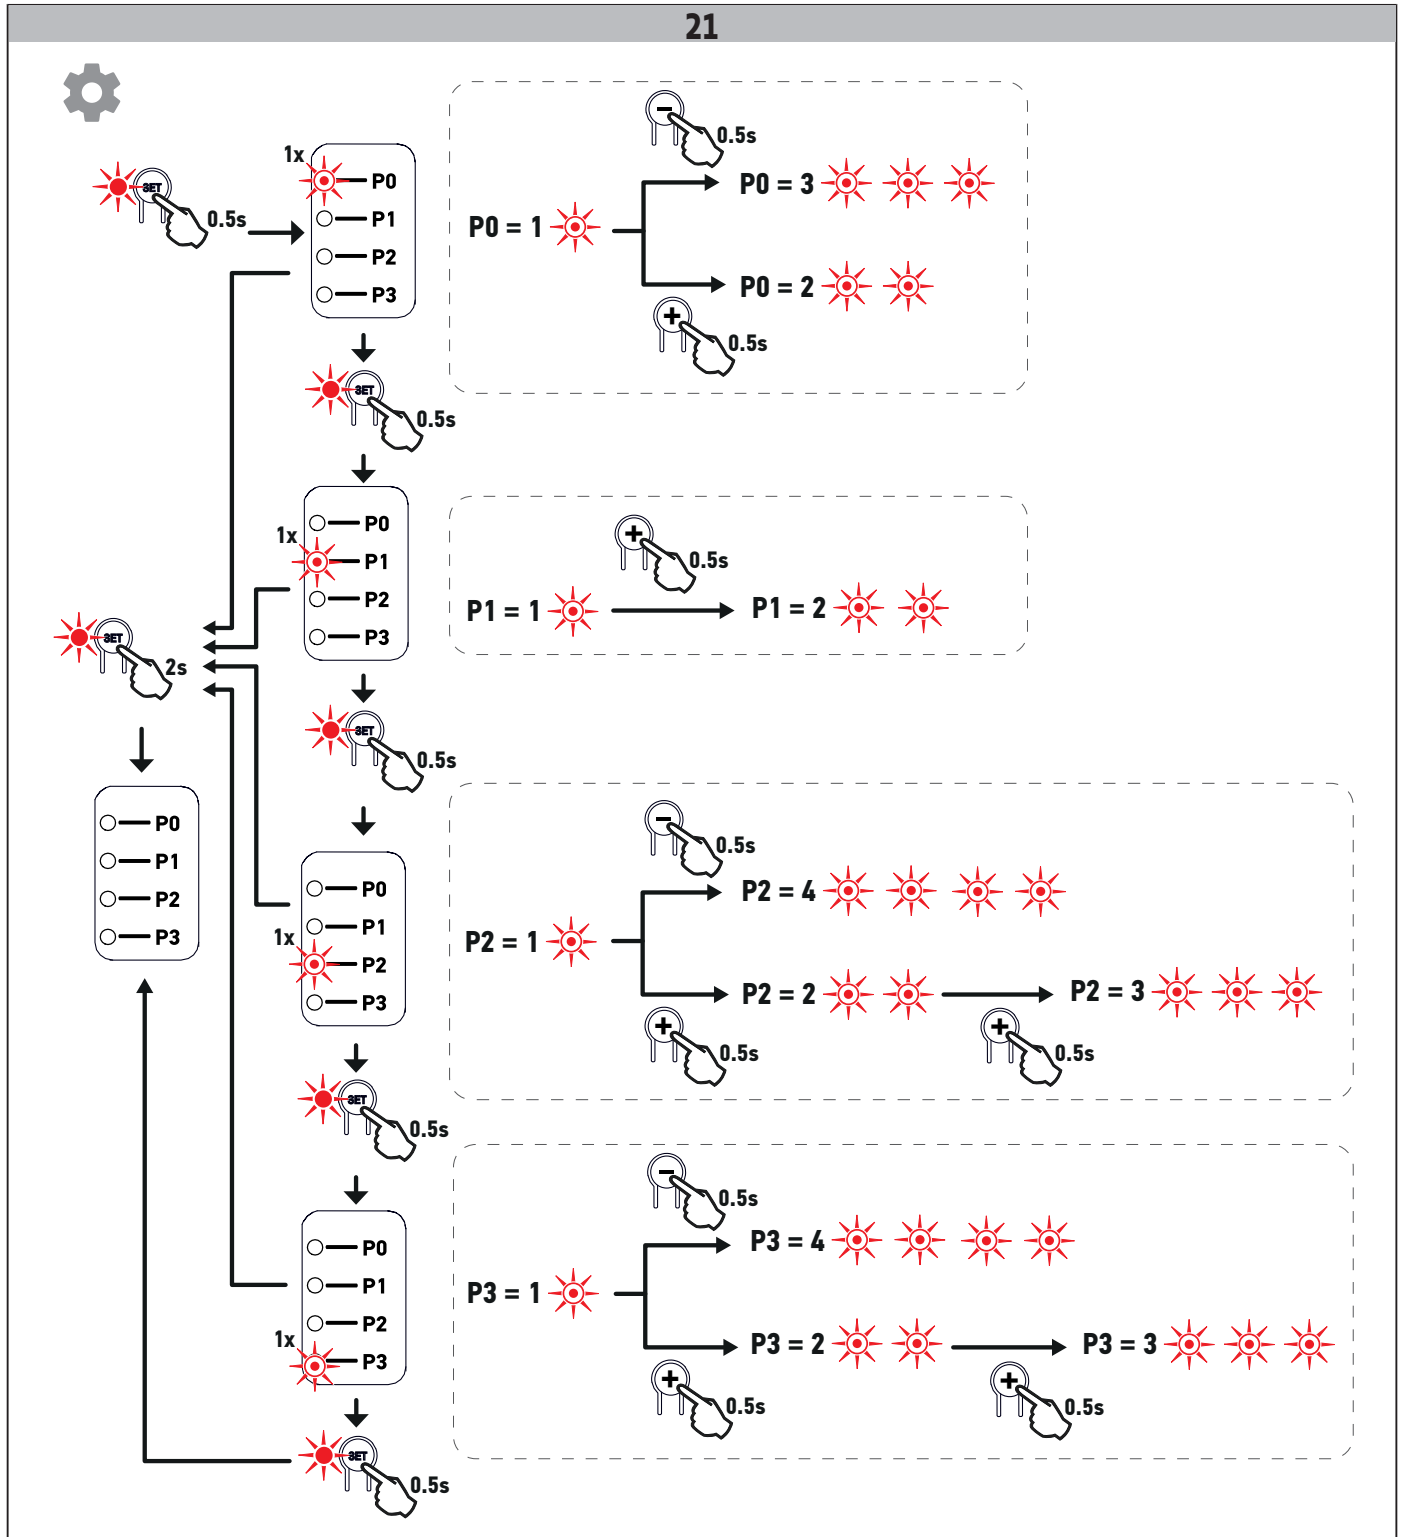 21
SET
0.5s
1x
P0
P1
P2
P3
SET
0.5s
P0 = 1
0.5s
P0 = 3
P0 = 2
0.5s
1x
P0
P1
P2
P3
SET
0.5s
0.5s
P1 = 1
P1 = 2
SET
2s
P0
P1
P2
P3
1x
P0
P1
P2
P3
SET
0.5s
P2 = 1
0.5s
P2 = 4
P2 = 2
0.5s
P2 = 3
0.5s
1x
P0
P1
P2
P3
SET
0.5s
P3 = 1
0.5s
P3 = 4
P3 = 2
0.5s
P3 = 3
0.5s